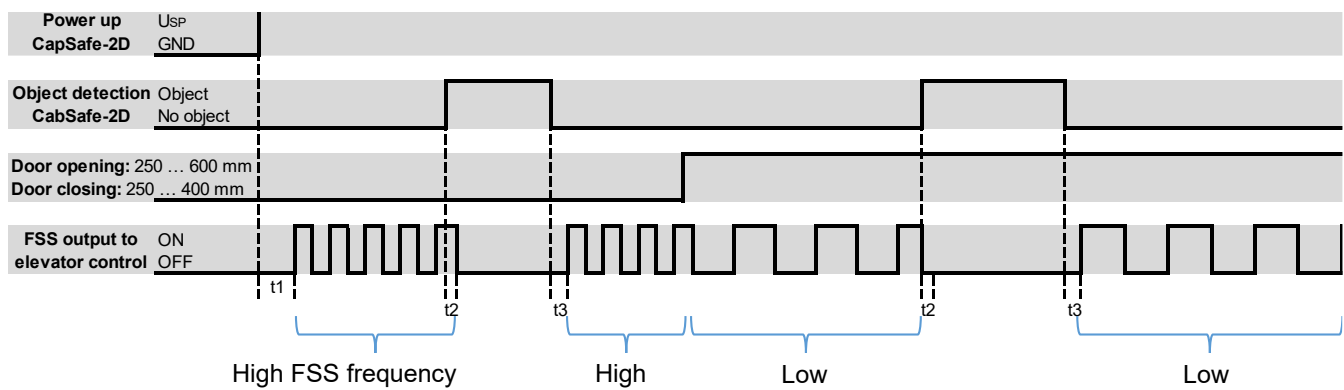 Power up USP
CapSafe-2D GND
Object detection Object
CabSafe-2D No object
Door opening: 250 … 600 mm
Door closing: 250 … 400 mm
FSS output to ON
elevator control OFF
t1 t2 t3 t2 t3
High FSS frequency High Low Low